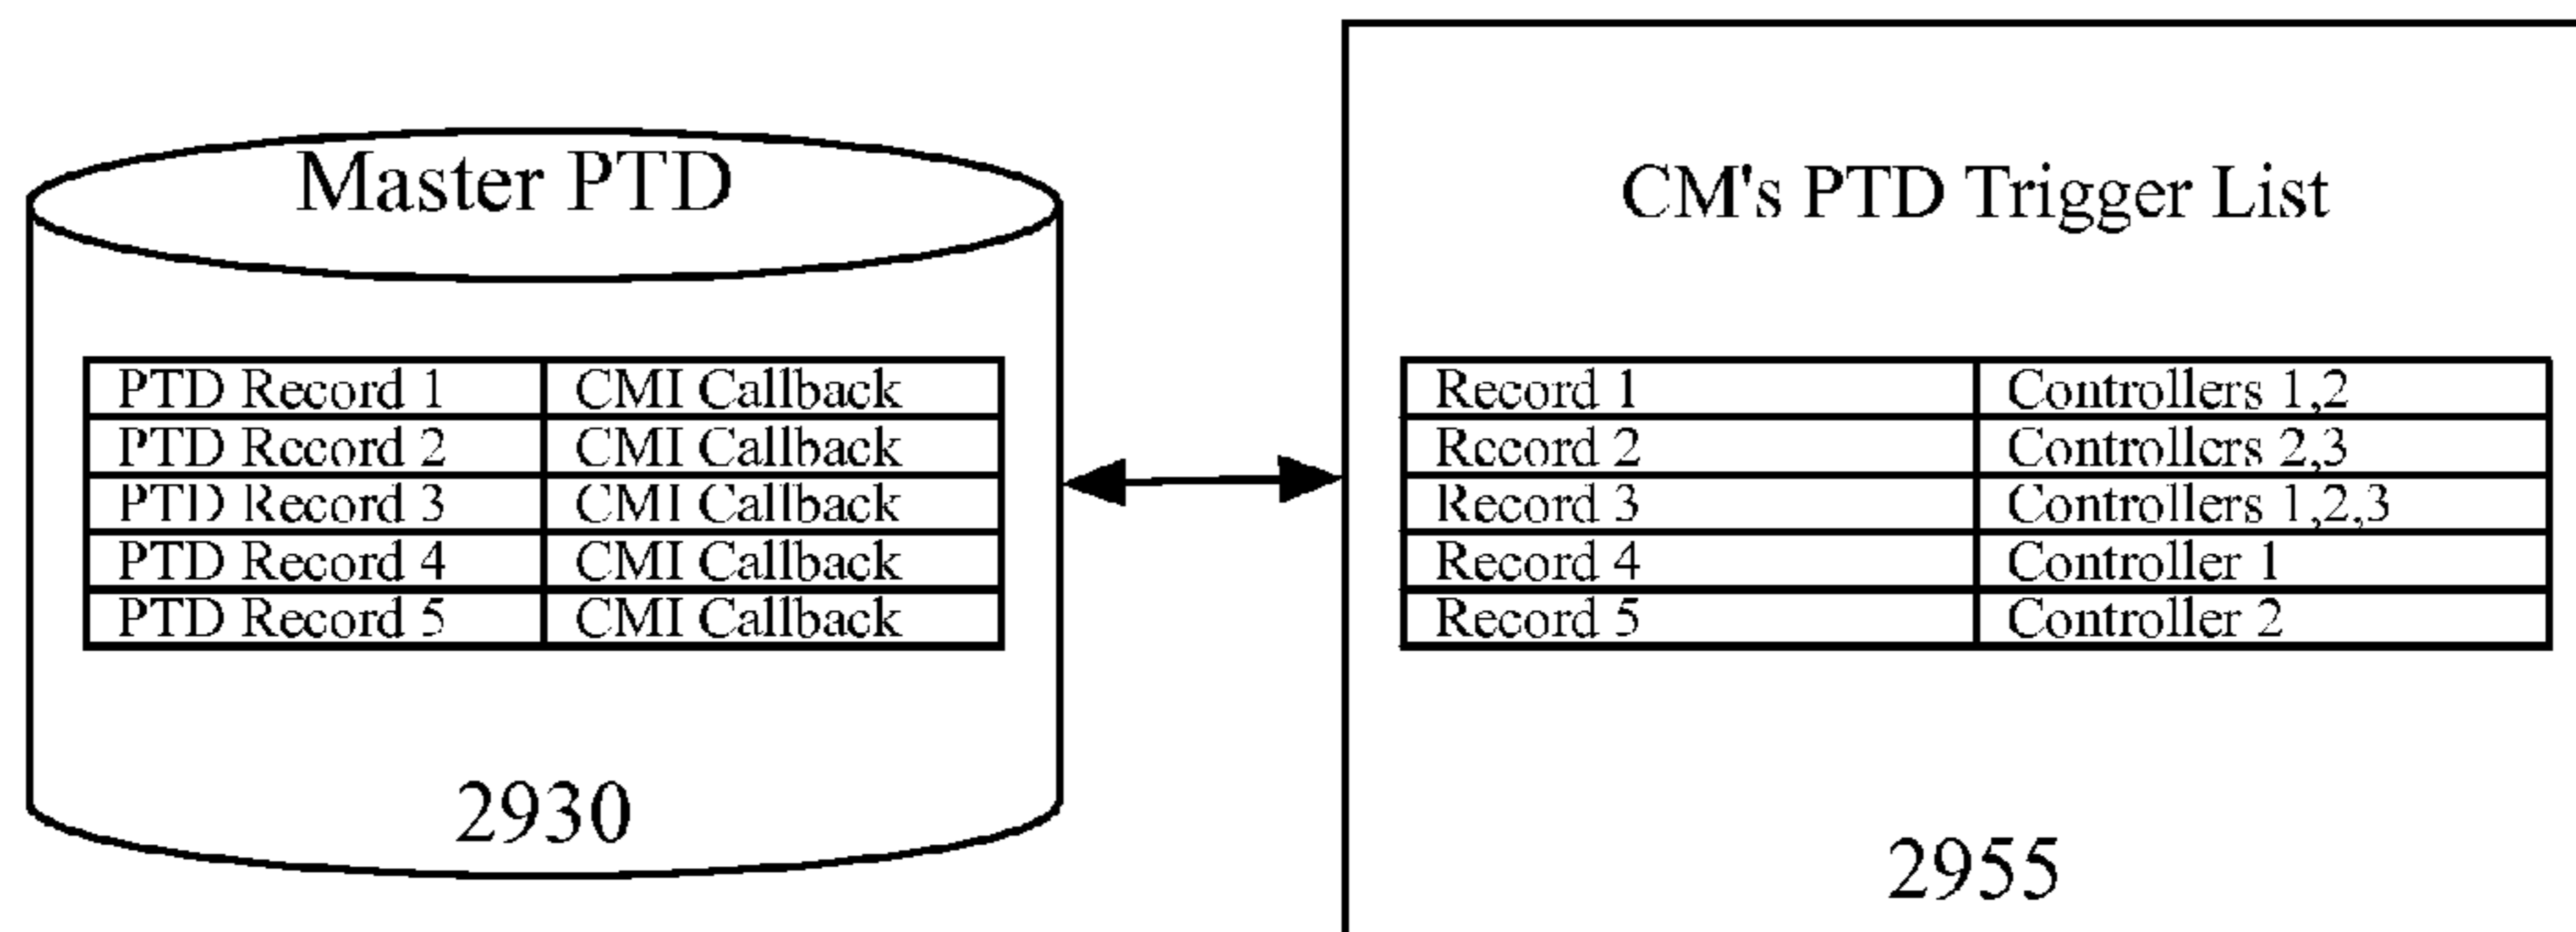 Master PTD
PTD Record 1 CMI Callback
PTD Record 2 CMI Callback
PTD Record 3 CMI Callback
PTD Record 4 CMI Callback
PTD Record 5 CMI Callback
2930
CM's PTD Trigger List
Record 1 Controllers 1,2
Record 2 Controllers 2,3
Record 3 Controllers 1,2,3
Record 4 Controller 1
Record 5 Controller 2
2955